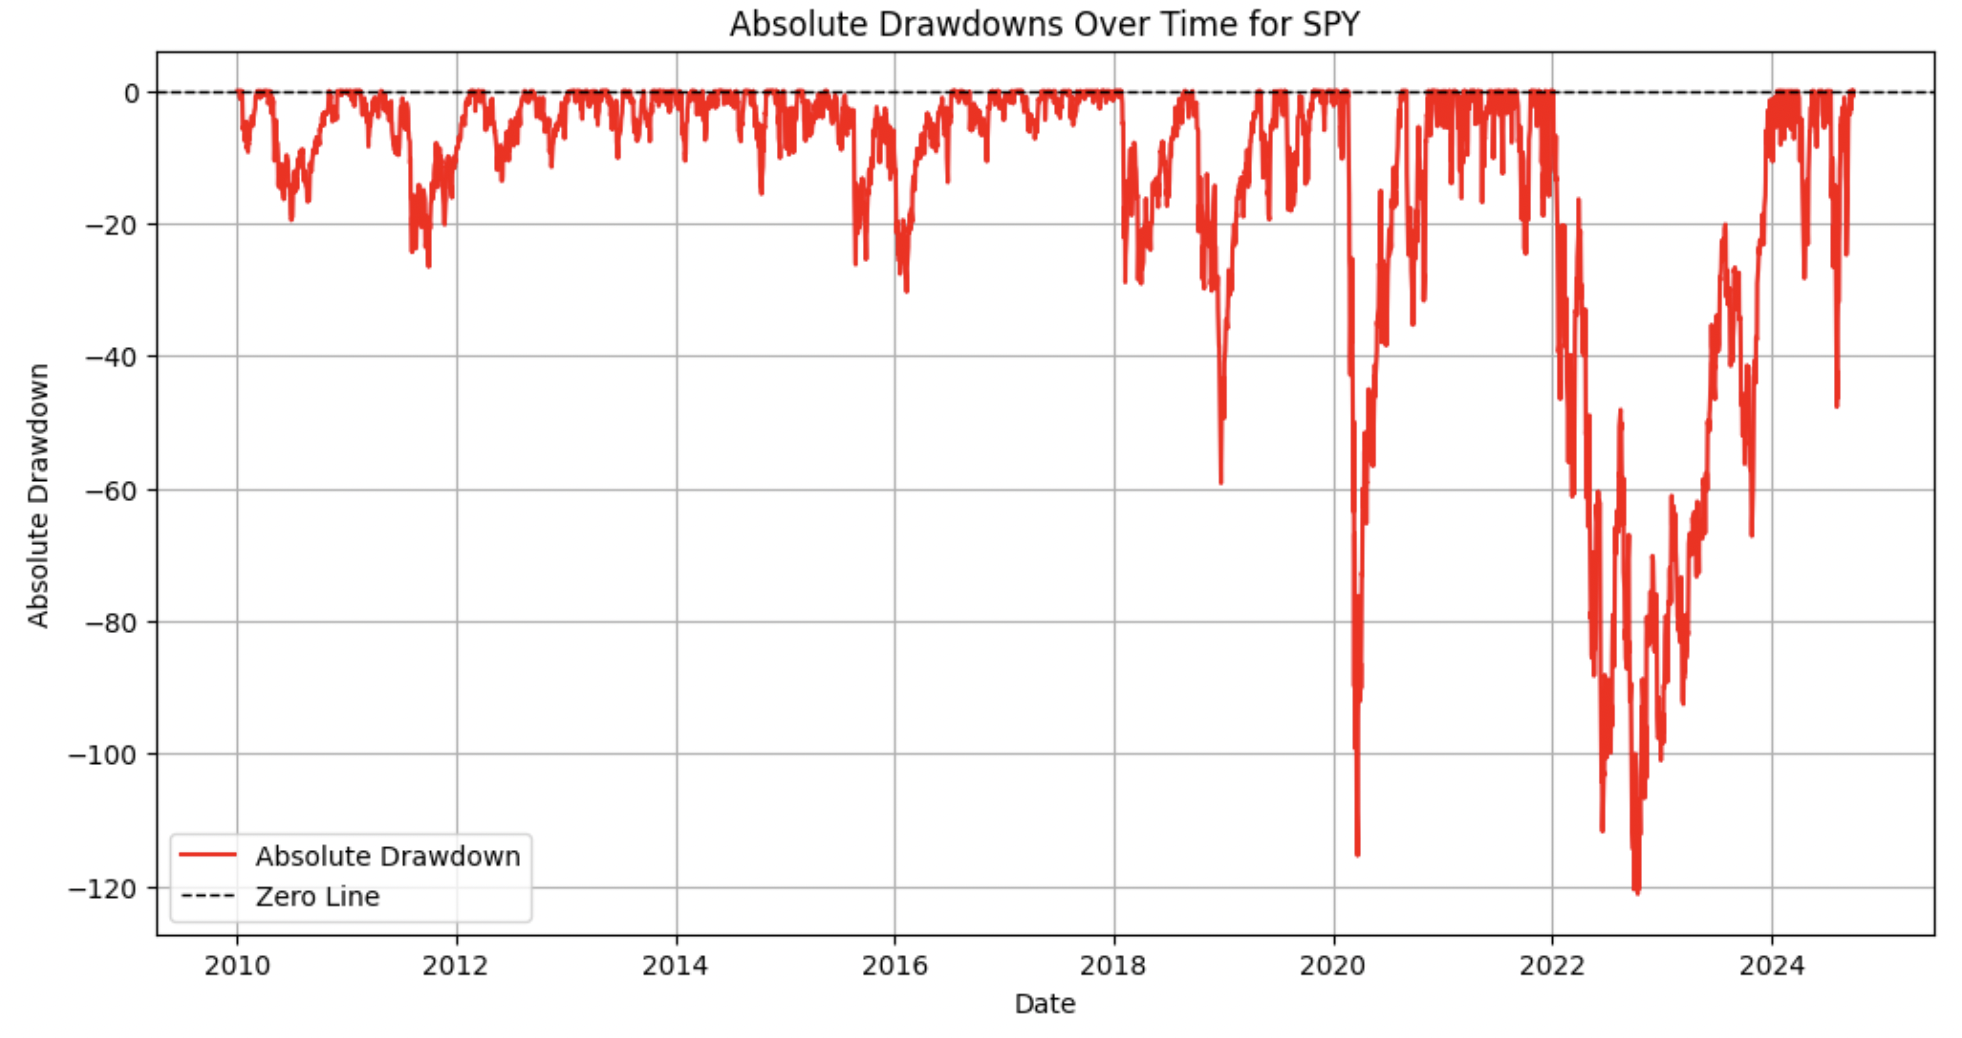 Absolute Drawdowns Over Time for SPY
Absolute Drawdown
0
−20
−40
−60
−80
−100
−120
Absolute Drawdown
Zero Line
2010 2012 2014 2016 2018 2020 2022 2024
Date